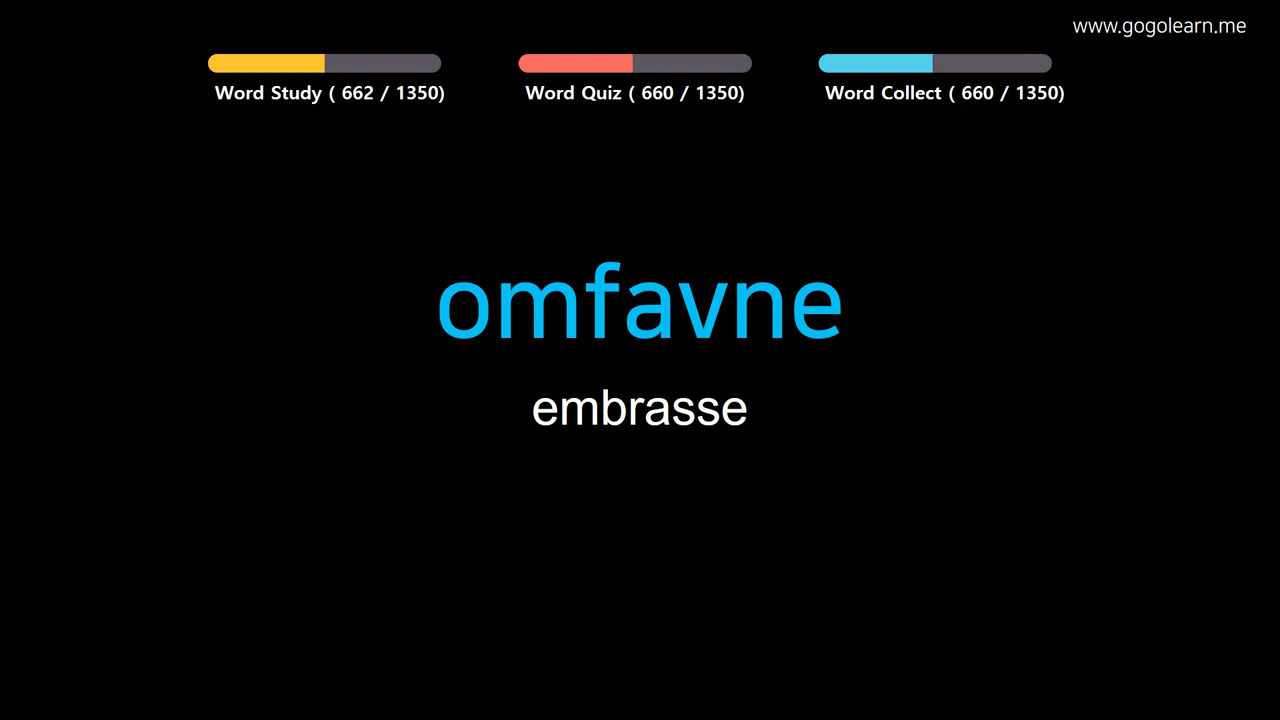 www.gogolearn.me
Word Study ( 662 / 1350)
Word Quiz ( 660 / 1350)
Word Collect ( 660 / 1350)
omfavne
embrasse